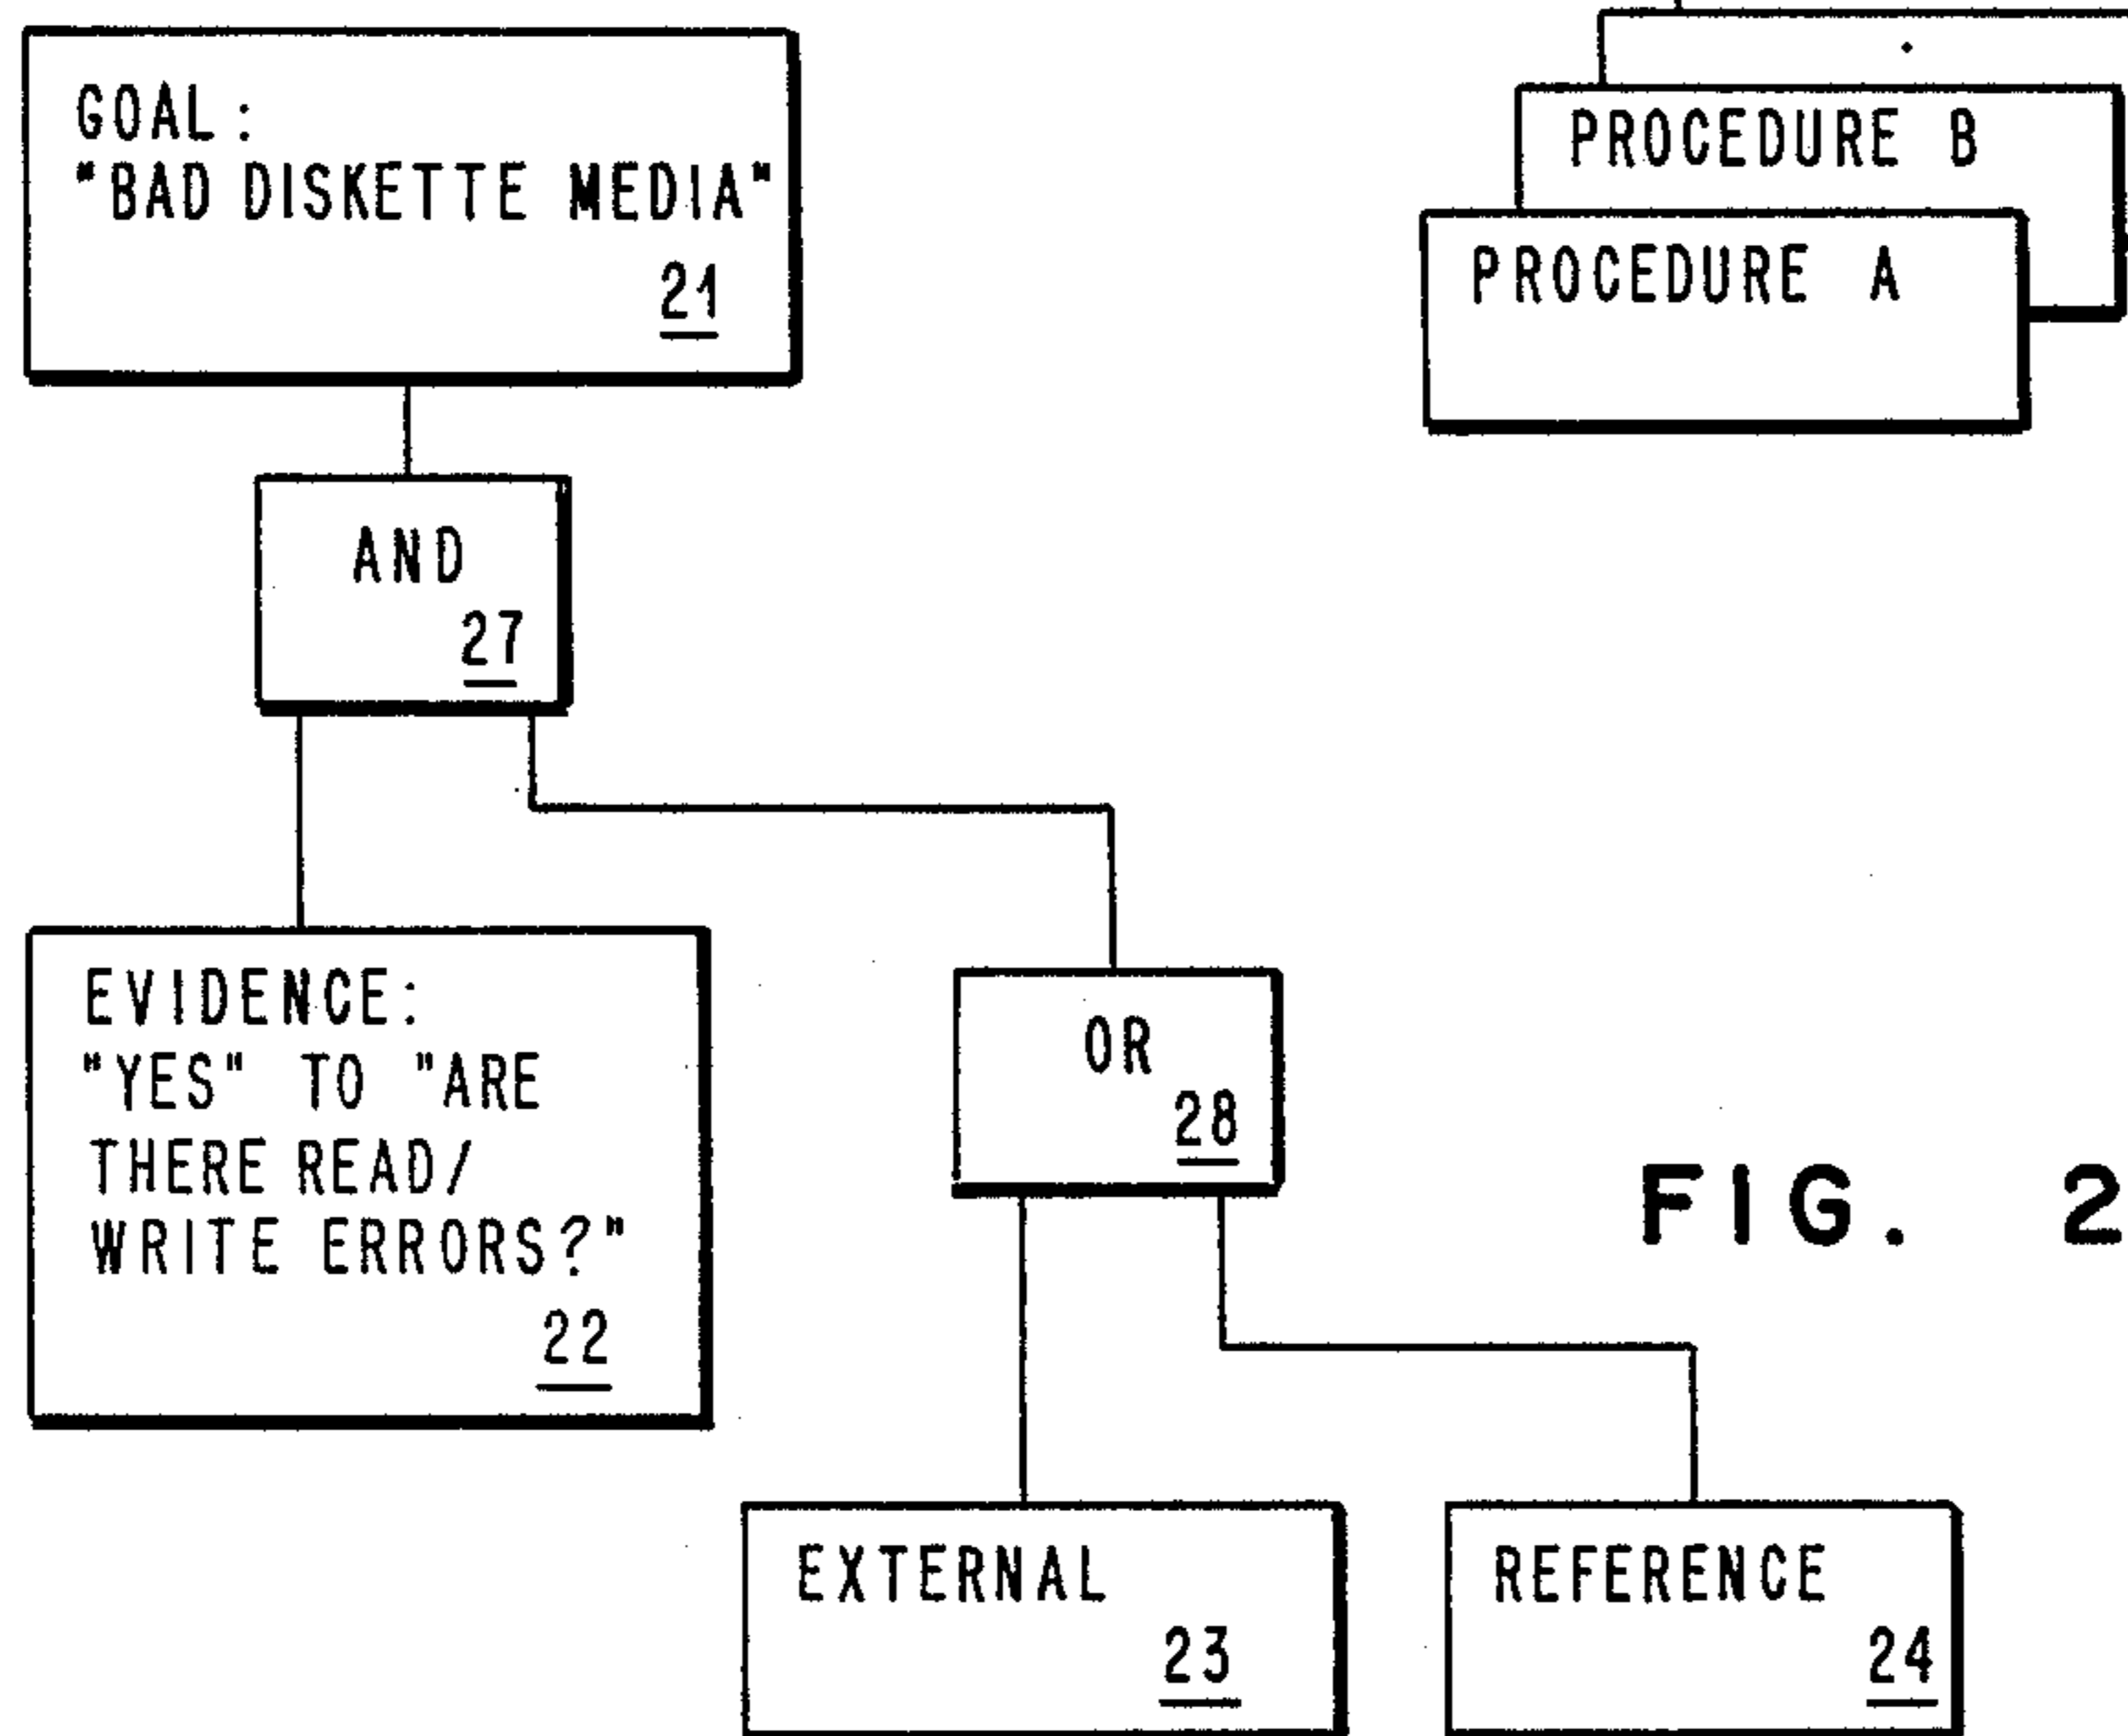 GOAL:
"BAD DISKETTE MEDIA"
21
PROCEDURE B
PROCEDURE A
AND
27
EVIDENCE:
"YES" TO "ARE
THERE READ/
WRITE ERRORS?"
22
OR
28
FIG. 2
EXTERNAL
23
REFERENCE
24